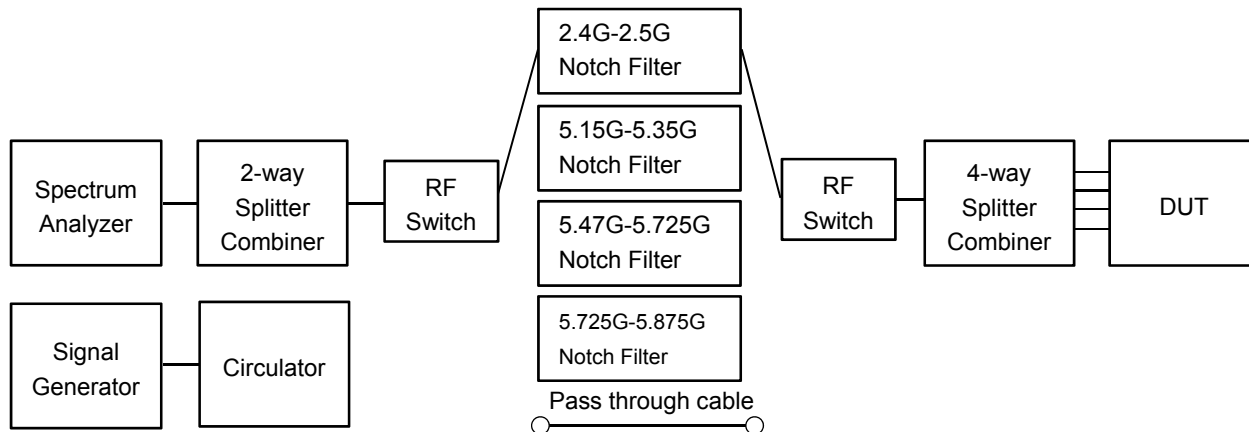 2.4G-2.5G
Notch Filter
5.15G-5.35G
Notch Filter
5.47G-5.725G
Notch Filter
5.725G-5.875G
Notch Filter
Pass through cable
Spectrum
Analyzer
2-way
Splitter
Combiner
RF
Switch
RF
Switch
4-way
Splitter
Combiner
DUT
Signal
Generator
Circulator